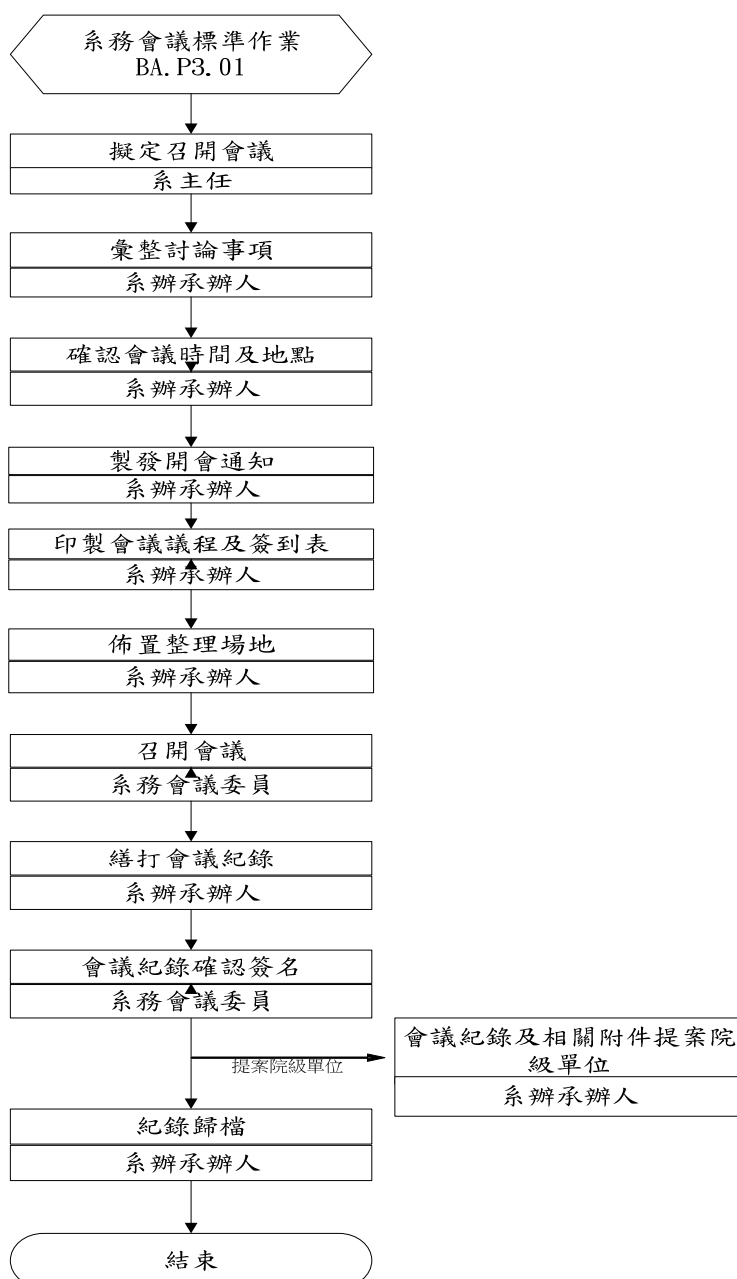 系務會議標準作業
BA.P3.01
擬定召開會議
系主任
彙整討論事項
系辦承辦人
確認會議時間及地點
系辦承辦人
製發開會通知
系辦承辦人
印製會議議程及簽到表
系辦承辦人
佈置整理場地
系辦承辦人
召開會議
系務會議委員
繕打會議紀錄
系辦承辦人
會議紀錄確認簽名
系務會議委員
提案院級單位
會議紀錄及相關附件提案院
級單位
系辦承辦人
紀錄歸檔
系辦承辦人
結束